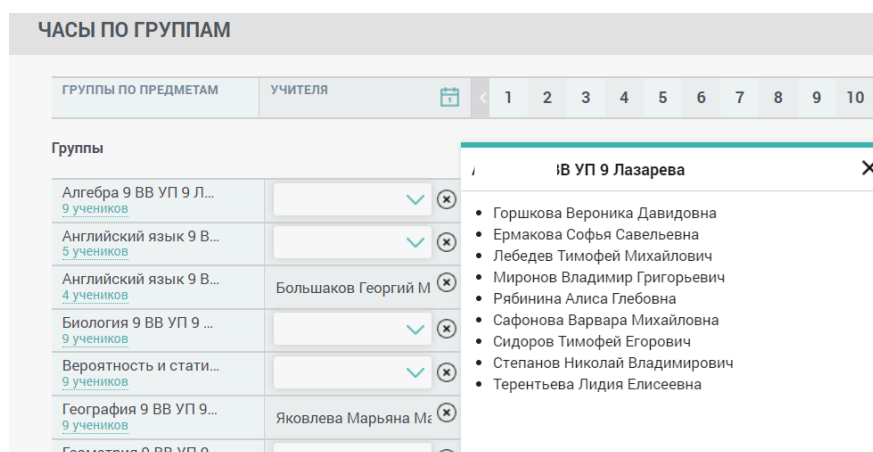 ЧАСЫ ПО ГРУППАМ
ГРУППЫ ПО ПРЕДМЕТАМ УЧИТЕЛЯ 1 2 3 4 5 6 7 8 9 10
Группы
Алгебра 9 ВВ УП 9 Л...
9 учеников
Английский язык 9 В...
5 учеников
Английский язык 9 В...
4 учеников
Большаков Георгий М
Биология 9 ВВ УП 9 ...
9 учеников
Вероятность и стати...
9 учеников
География 9 ВВ УП 9...
9 учеников
Яковлева Марьяна
Геометрия 9 ВВ УП 9
УП 9 Лазарева
Горшкова Вероника Давидовна
Ермакова Софья Савельевна
Лебедев Тимофей Михайлович
Миронов Владимир Григорьевич
Рябинина Алиса Глебовна
Сафонова Варвара Михайловна
Сидоров Тимофей Егорович
Степанов Николай Владимирович
Терентьева Лидия Елисеевна